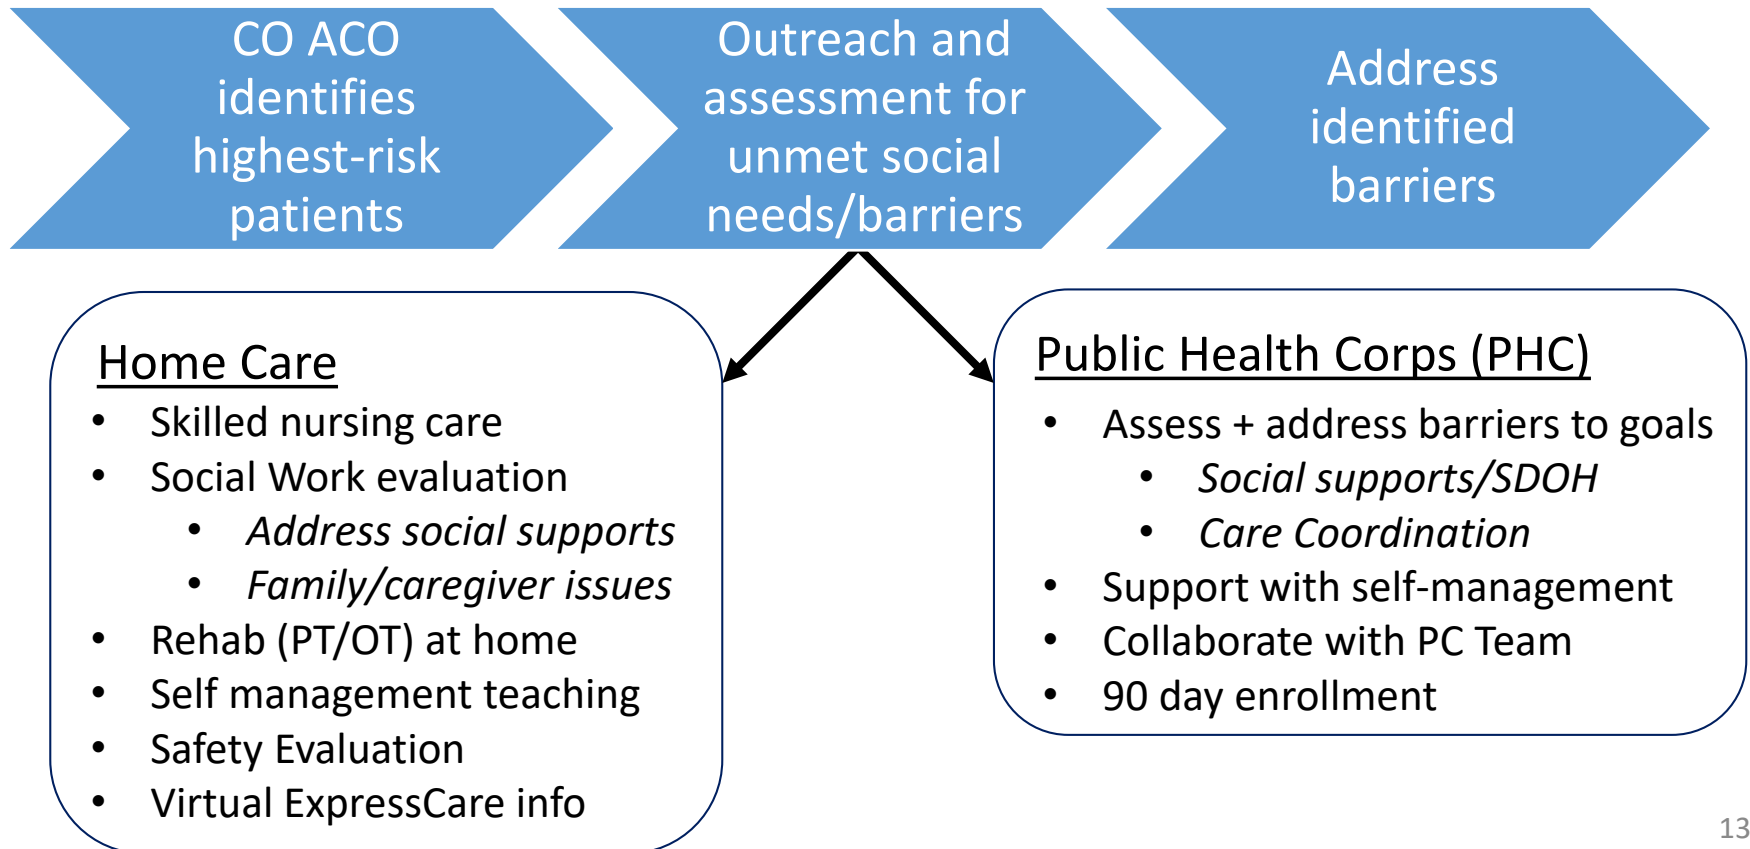 CO ACO
identifies
highest-risk
patients
Outreach and
assessment for
unmet social
needs/barriers
Address
identified
barriers
Home Care
• Skilled nursing care
• Social Work evaluation
• Address social supports
• Family/caregiver issues
• Rehab (PT/OT) at home
• Self management teaching
• Safety Evaluation
• Virtual ExpressCare info
Public Health Corps (PHC)
• Assess + address barriers to goals
• Social supports/SDOH
• Care Coordination
• Support with self-management
• Collaborate with PC Team
• 90 day enrollment
13